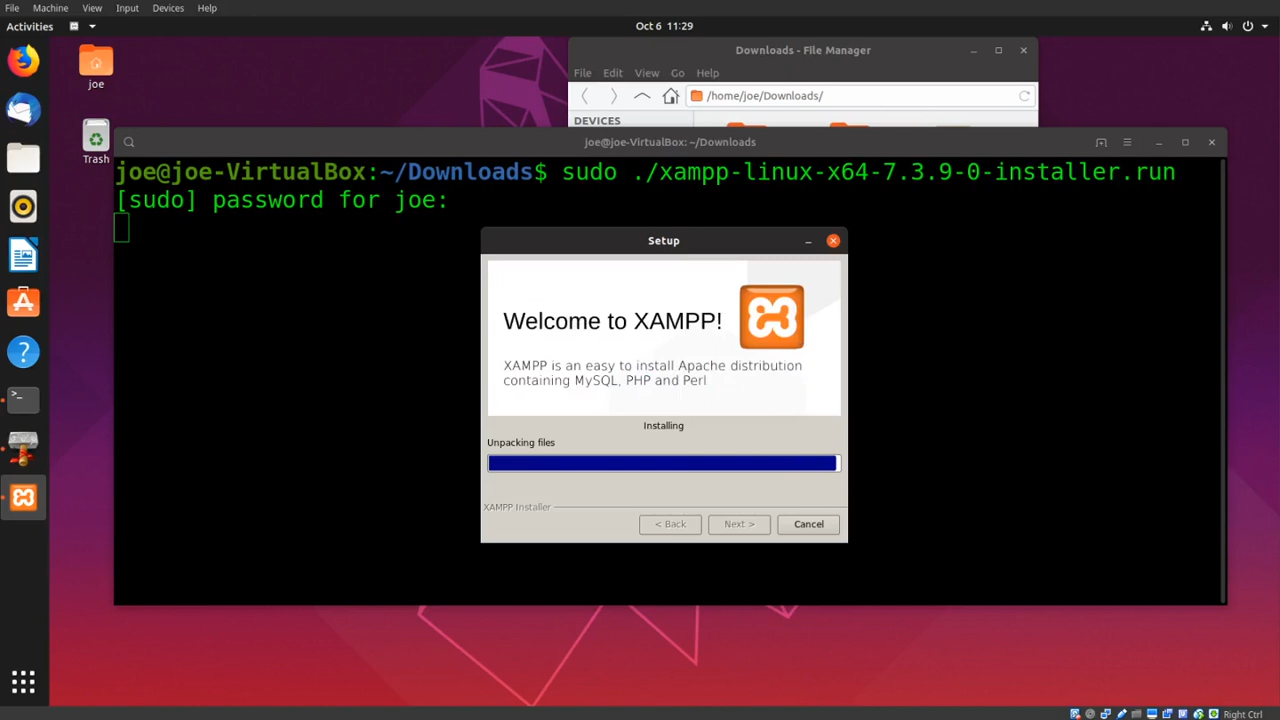 File Machine View Input Devices Help
Activities
Oct 6 11:29
joe
Trash
Downloads - File Manager
File Edit View Go Help
/home/joe/Downloads/
DEVICES
joe@joe-VirtualBox: ~/Downloads
joe@joe-VirtualBox:~/Downloads$ sudo ./xampp-linux-x64-7.3.9-0-installer.run
[sudo] password for joe:
Setup
Welcome to XAMPP!
XAMPP is an easy to install Apache distribution
containing MySQL, PHP and Perl
Installing
Unpacking files
XAMPP Installer
< Back Next > Cancel
Right Ctrl